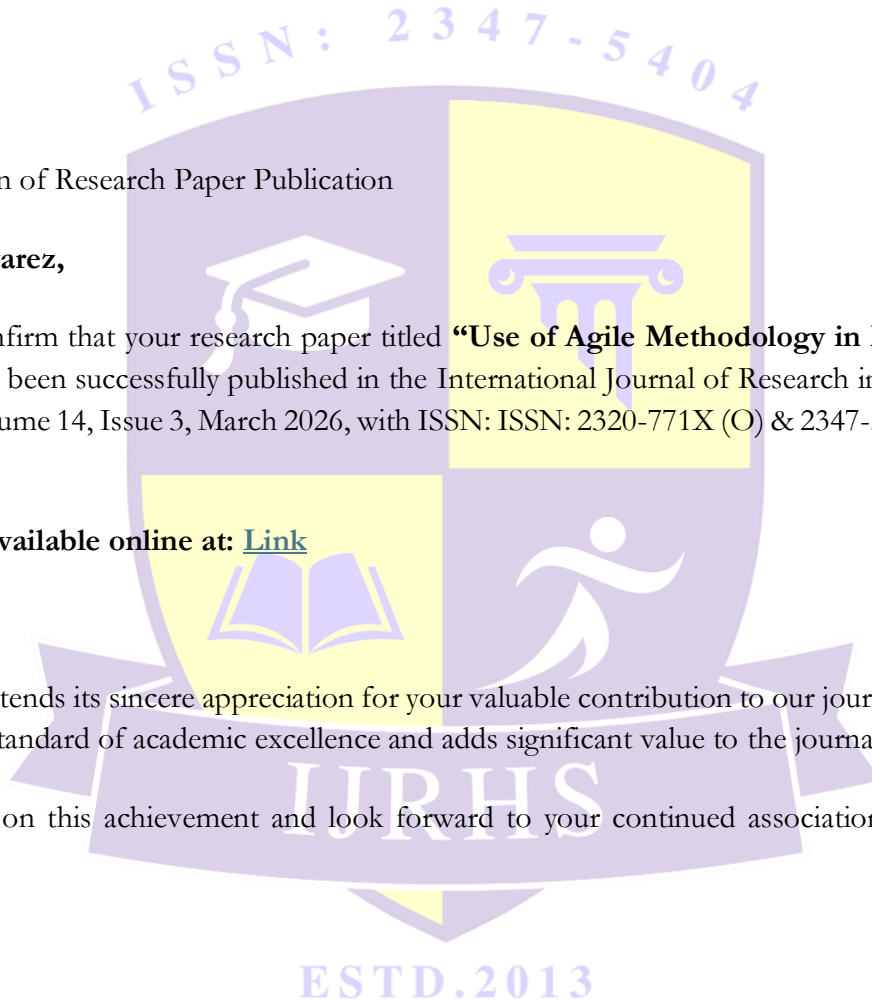 ISSN: 2347-5404
n of Research Paper Publication
arez,
nfirm that your research paper titled “Use of Agile Methodology in
been successfully published in the International Journal of Research in
ume 14, Issue 3, March 2026, with ISSN: ISSN: 2320-771X (O) & 2347-
vailable online at: Link
tends its sincere appreciation for your valuable contribution to our jour
tandard of academic excellence and adds significant value to the journa
IJRHS
on this achievement and look forward to your continued association
ESTD.2013